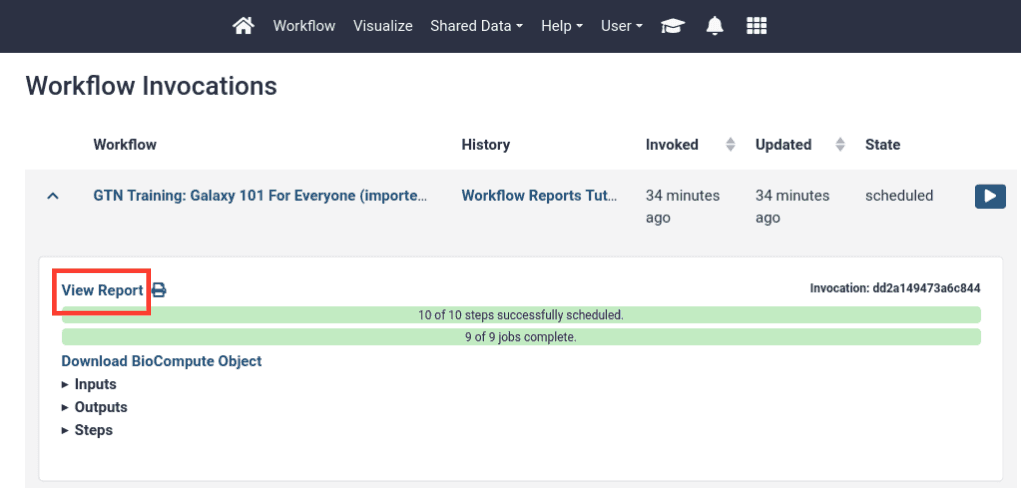 Workflow Visualize Shared Data Help User
Workflow Invocations
Workflow History Invoked Updated State
GTN Training: Galaxy 101 For Everyone (importe... Workflow Reports Tut... 34 minutes ago 34 minutes ago scheduled
View Report Invocation: dd2a149473a6c844
10 of 10 steps successfully scheduled.
9 of 9 jobs complete.
Download BioCompute Object
Inputs
Outputs
Steps